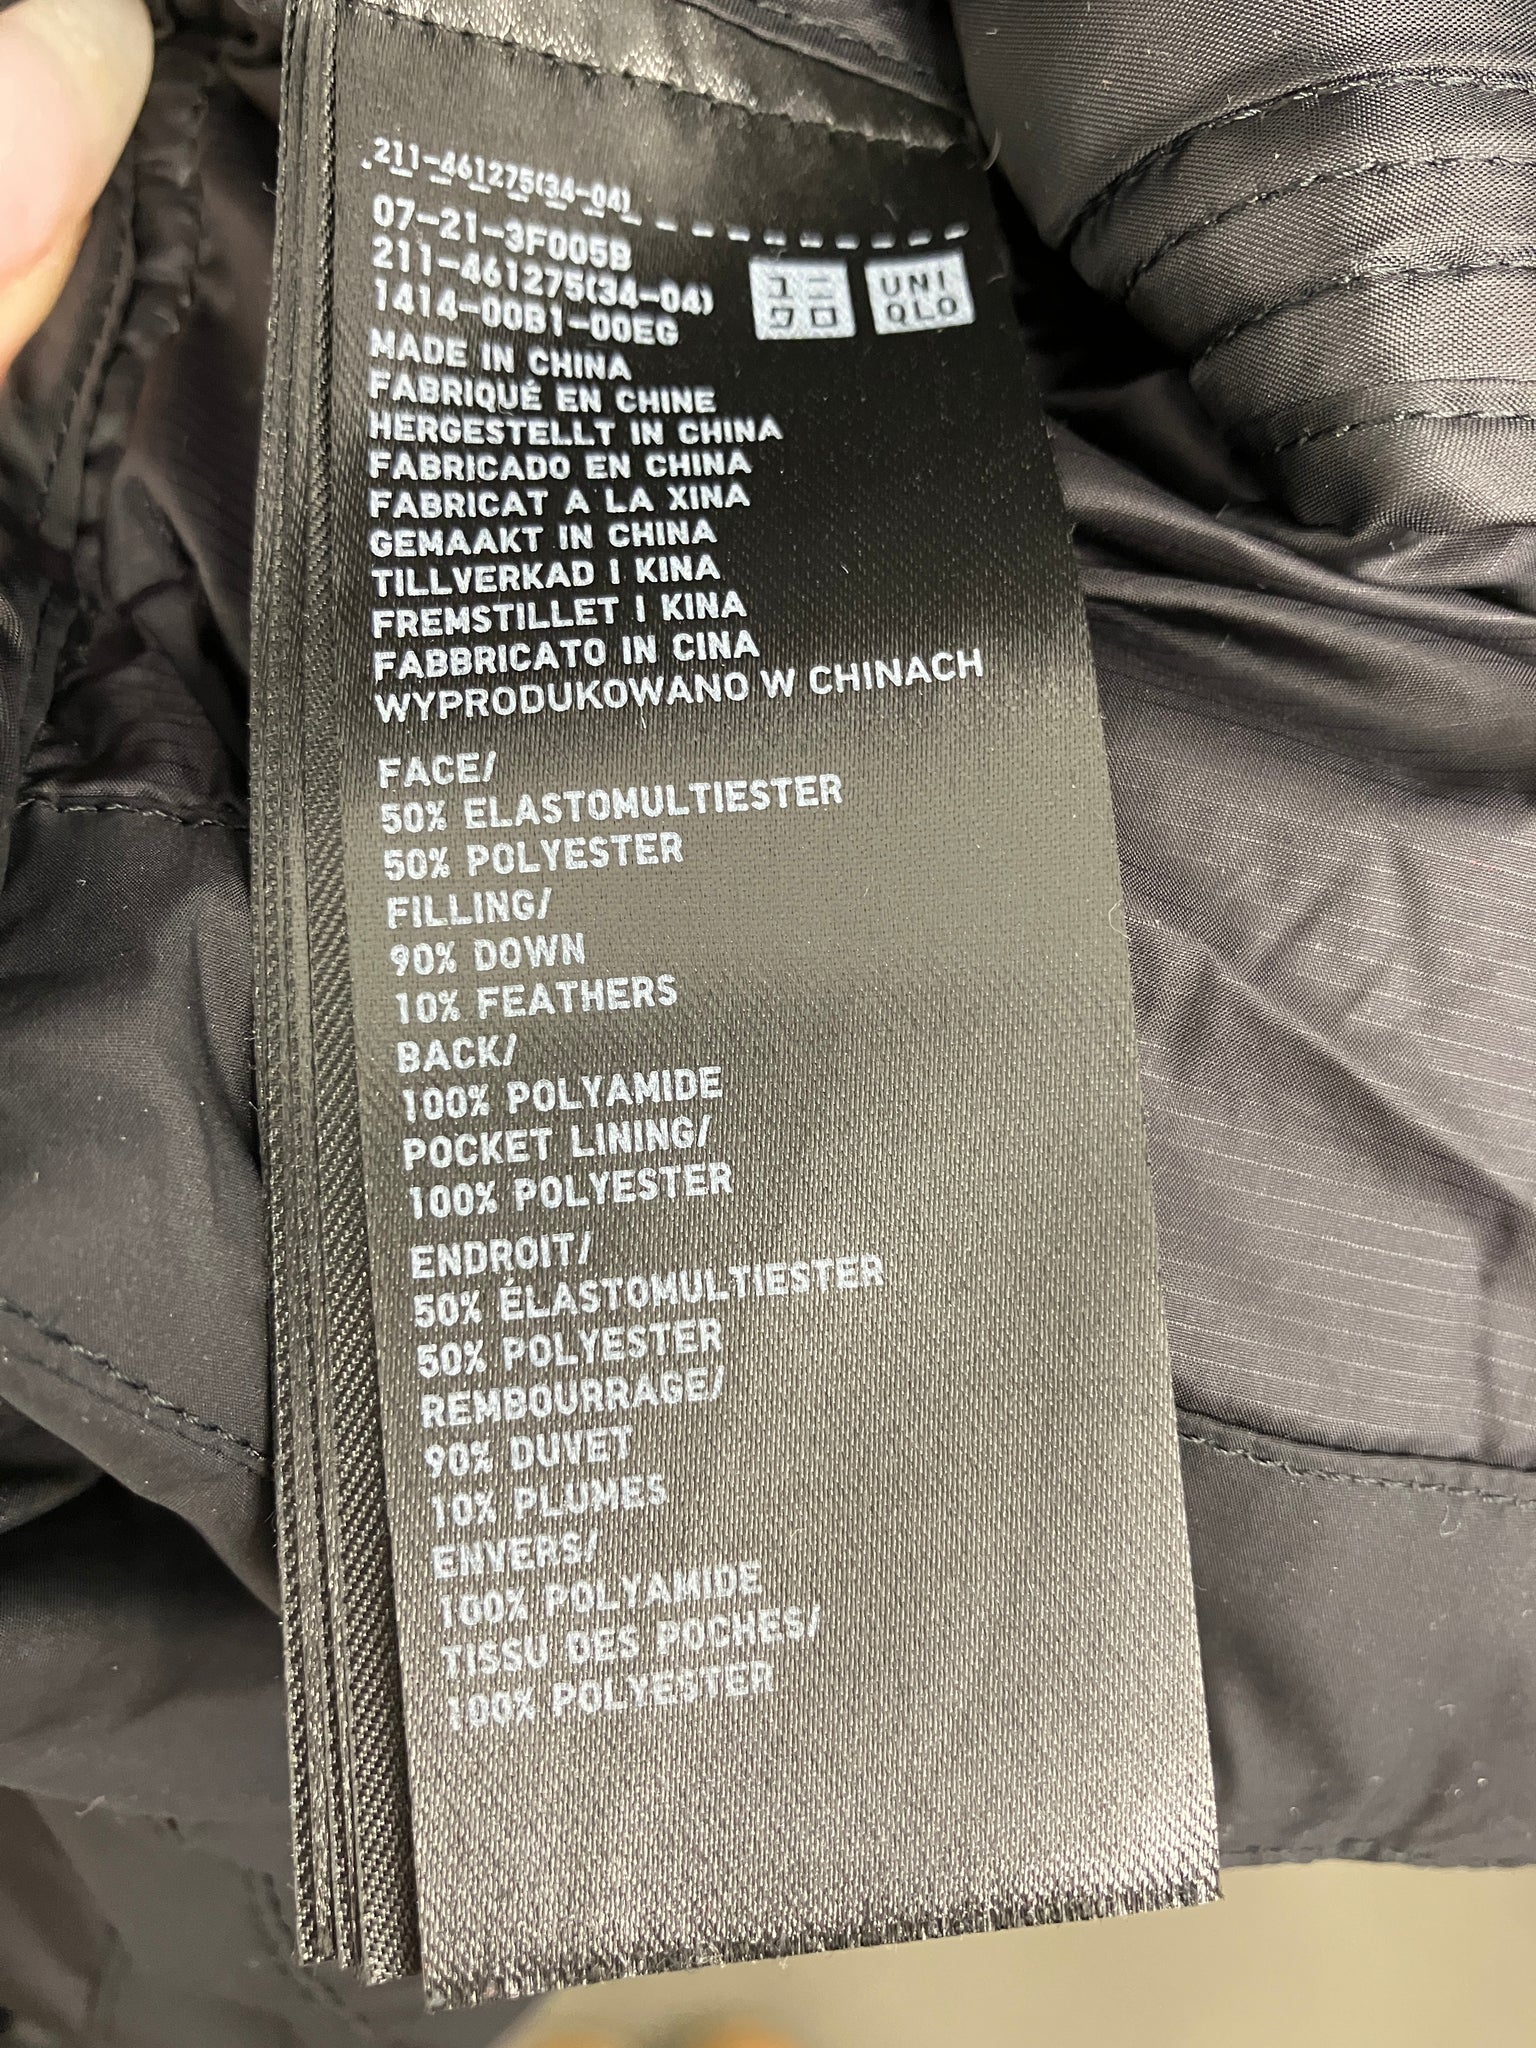 211-461275(34-04)
07-21-3F005B
211-461275(34-04)
1414-00B1-00EG
ユニ
クロ
UNI
QLO
MADE IN CHINA
FABRIQUÉ EN CHINE
HERGESTELLT IN CHINA
FABRICADO EN CHINA
FABRICAT A LA XINA
GEMAAKT IN CHINA
TILLVERKAD I KINA
FREMSTILLET I KINA
FABBRICATO IN CINA
WYPRODUKOWANO W CHINACH
FACE/
50% ELASTOMULTIESTER
50% POLYESTER
FILLING/
90% DOWN
10% FEATHERS
BACK/
100% POLYAMIDE
POCKET LINING/
100% POLYESTER
ENDROIT/
50% ÉLASTOMULTIESTER
50% POLYESTER
REMBOURRAGE/
90% DUVET
10% PLUMES
ENVERS/
100% POLYAMIDE
TISSU DES POCHES/
100% POLYESTER